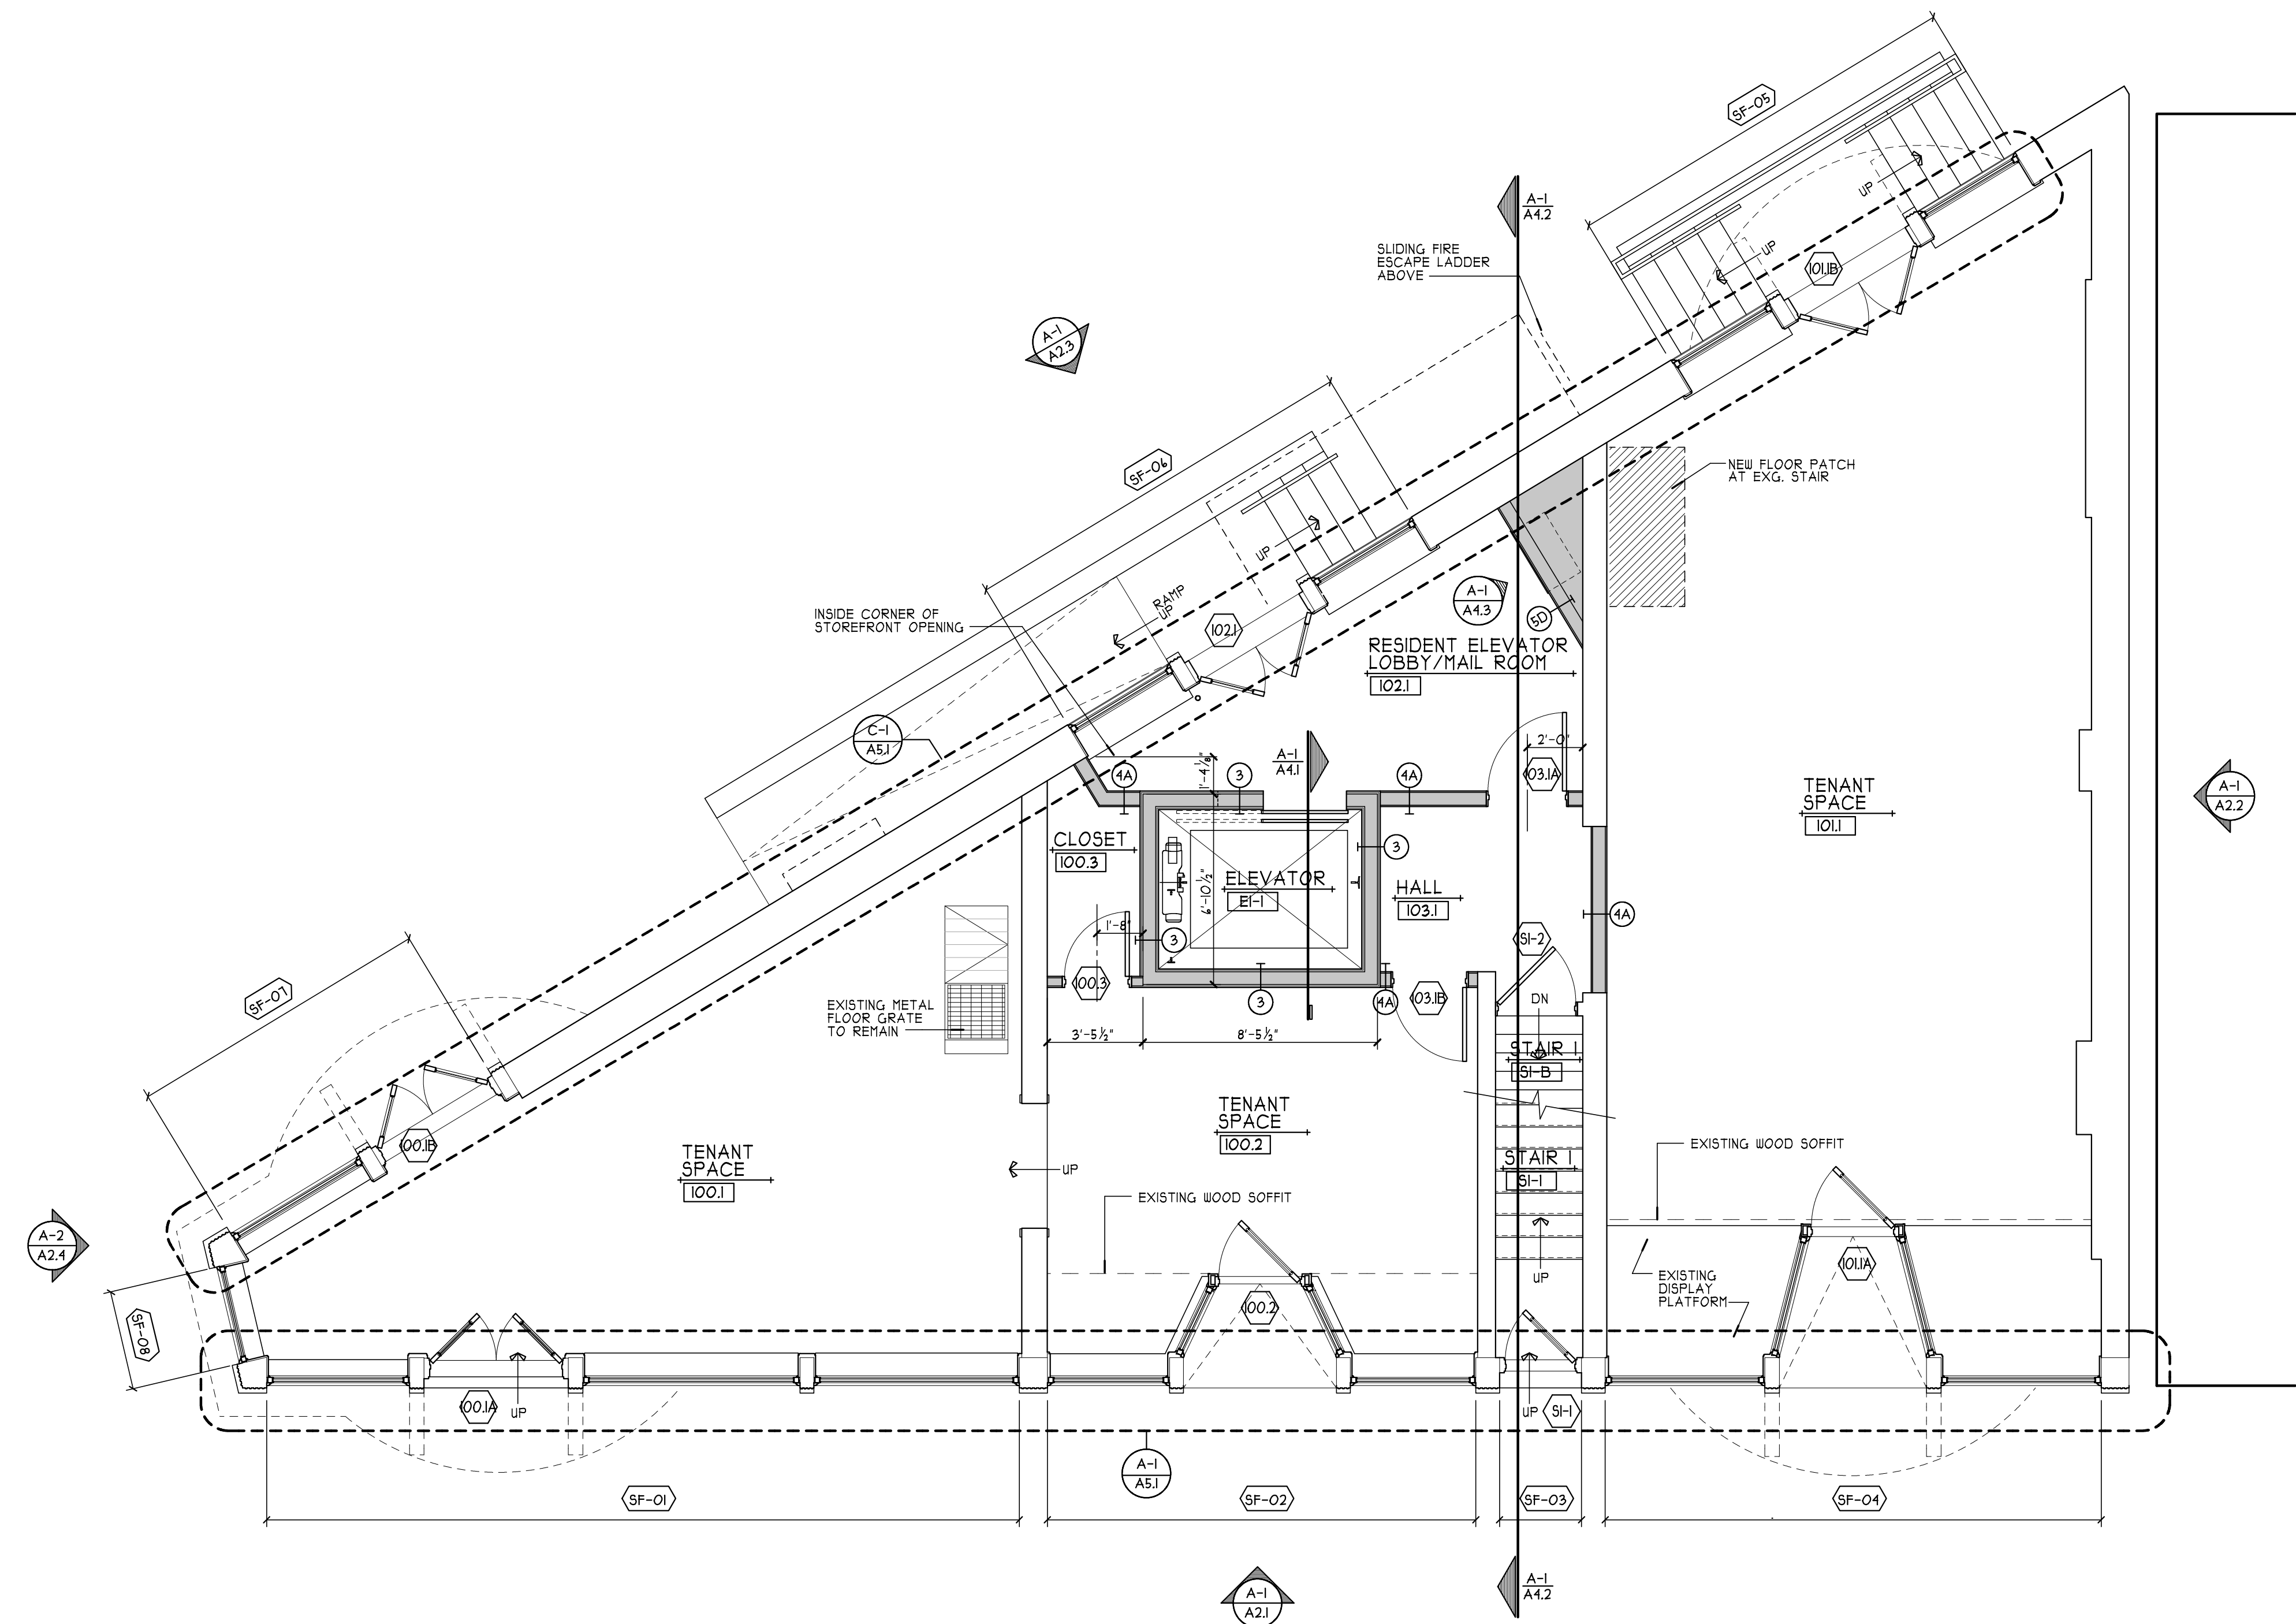 SF-05
UP
UP
101.1B
A-1
A4.2
SLIDING FIRE
ESCAPE LADDER
ABOVE
A-1
A2.3
SF-06
NEW FLOOR PATCH
AT EXG. STAIR
UP
RAMP
UP
102.1
INSIDE CORNER OF
STOREFRONT OPENING
A-1
A4.3
5D
RESIDENT ELEVATOR
LOBBY/MAIL ROOM
102.1
C-1
A5.1
A-1
A4.1
1'-4 1/8"
2'-0"
4A
3
4A
03.1A
TENANT
SPACE
101.1
A-1
A2.2
CLOSET
100.3
3
ELEVATOR
E1-1
6'-10 1/2"
HALL
103.1
4A
1'-8"
3
S1-2
SF-07
100.3
3
4A
03.1B
DN
EXISTING METAL
FLOOR GRATE
TO REMAIN
3'-5 1/2"
8'-5 1/2"
STAIR 1
S1-B
100.1B
TENANT
SPACE
100.2
TENANT
SPACE
100.1
UP
STAIR 1
S1-1
EXISTING WOOD SOFFIT
EXISTING WOOD SOFFIT
A-2
A2.4
UP
EXISTING
DISPLAY
PLATFORM
101.1A
100.2
SF-08
100.1A
UP
UP
S1-1
A-1
A5.1
SF-01
SF-02
SF-03
SF-04
A-1
A4.2
A-1
A2.1